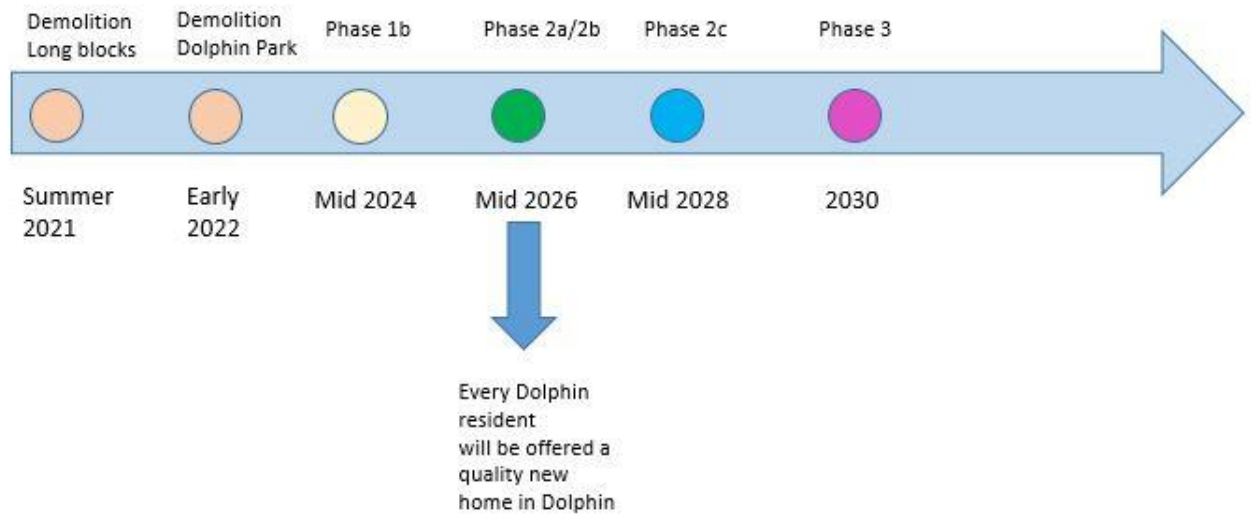 Demolition
Long blocks
Demolition
Dolphin Park
Phase 1b
Phase 2a/2b
Phase 2c
Phase 3
Summer
2021
Early
2022
Mid 2024
Mid 2026
Mid 2028
2030
Every Dolphin
resident
will be offered a
quality new
home in Dolphin